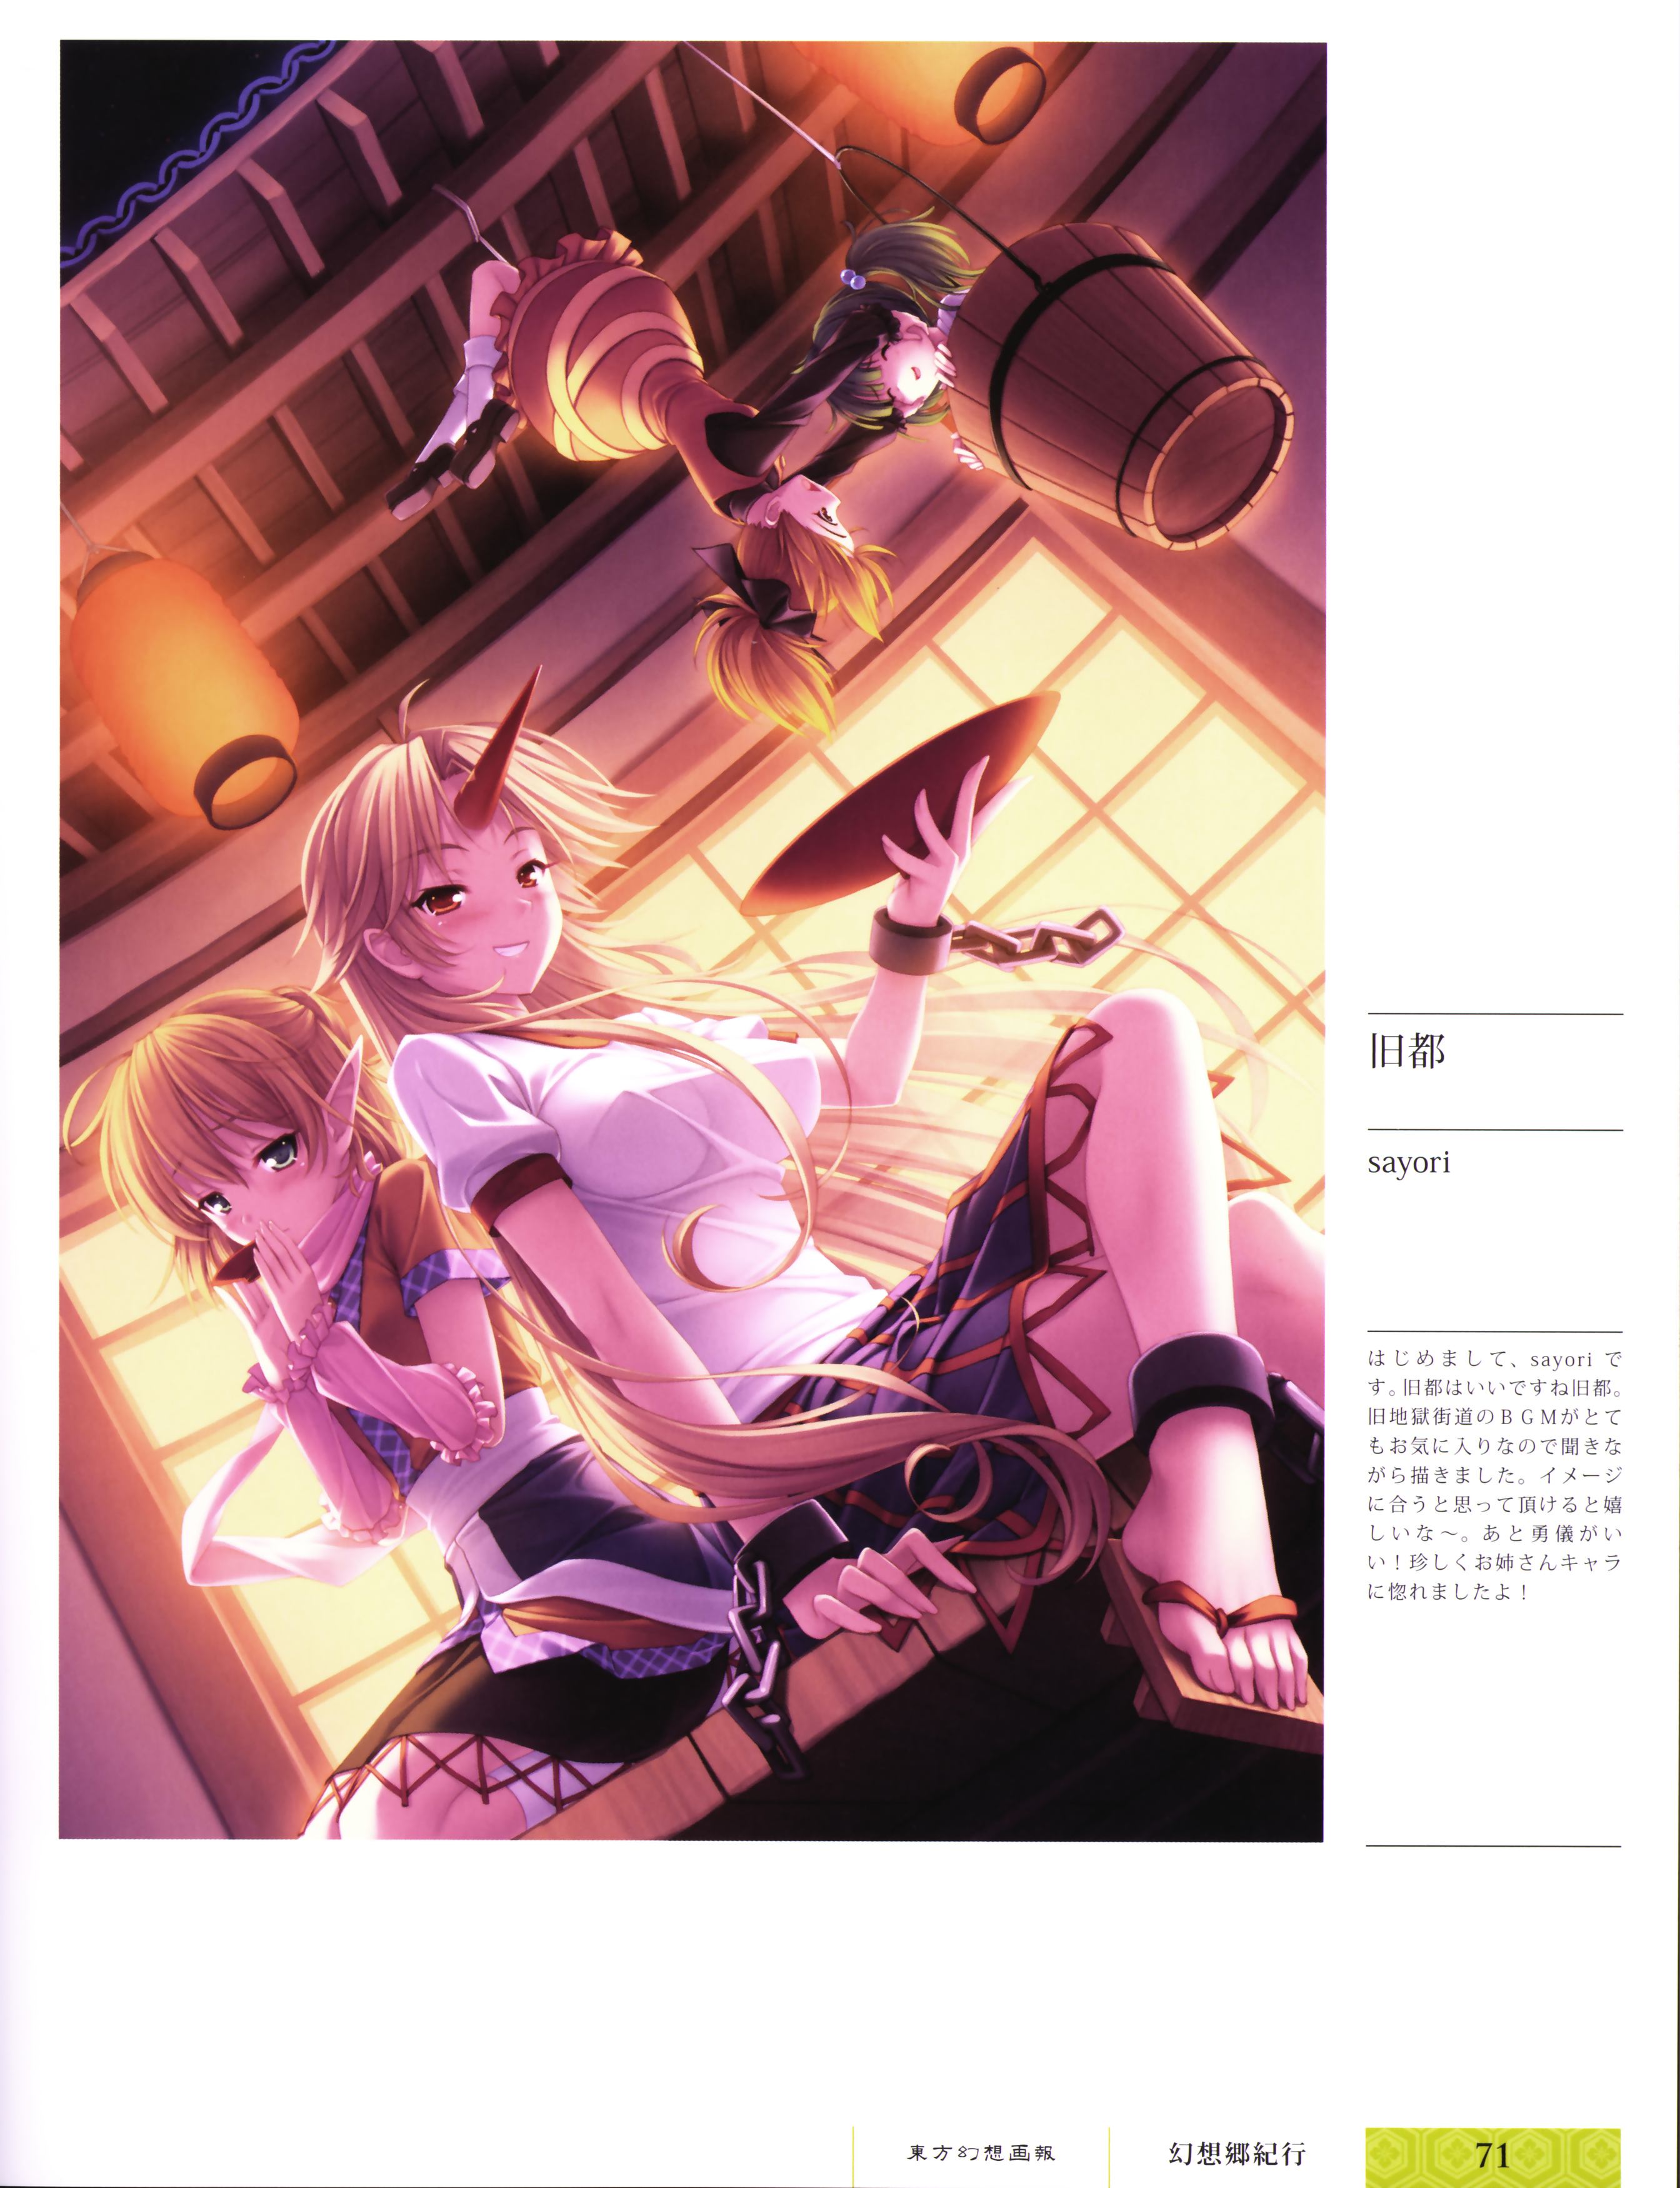 旧都
sayori
はじめまして、sayori で
す。旧都はいいですね旧都。
旧地獄街道のＢＧＭがとて
もお気に入りなので聞きな
がら描きました。イメージ
に合うと思って頂けると嬉
しいな～。あと勇儀がい
い！珍しくお姉さんキャラ
に惚れましたよ！
東方幻想画報
幻想郷紀行
71